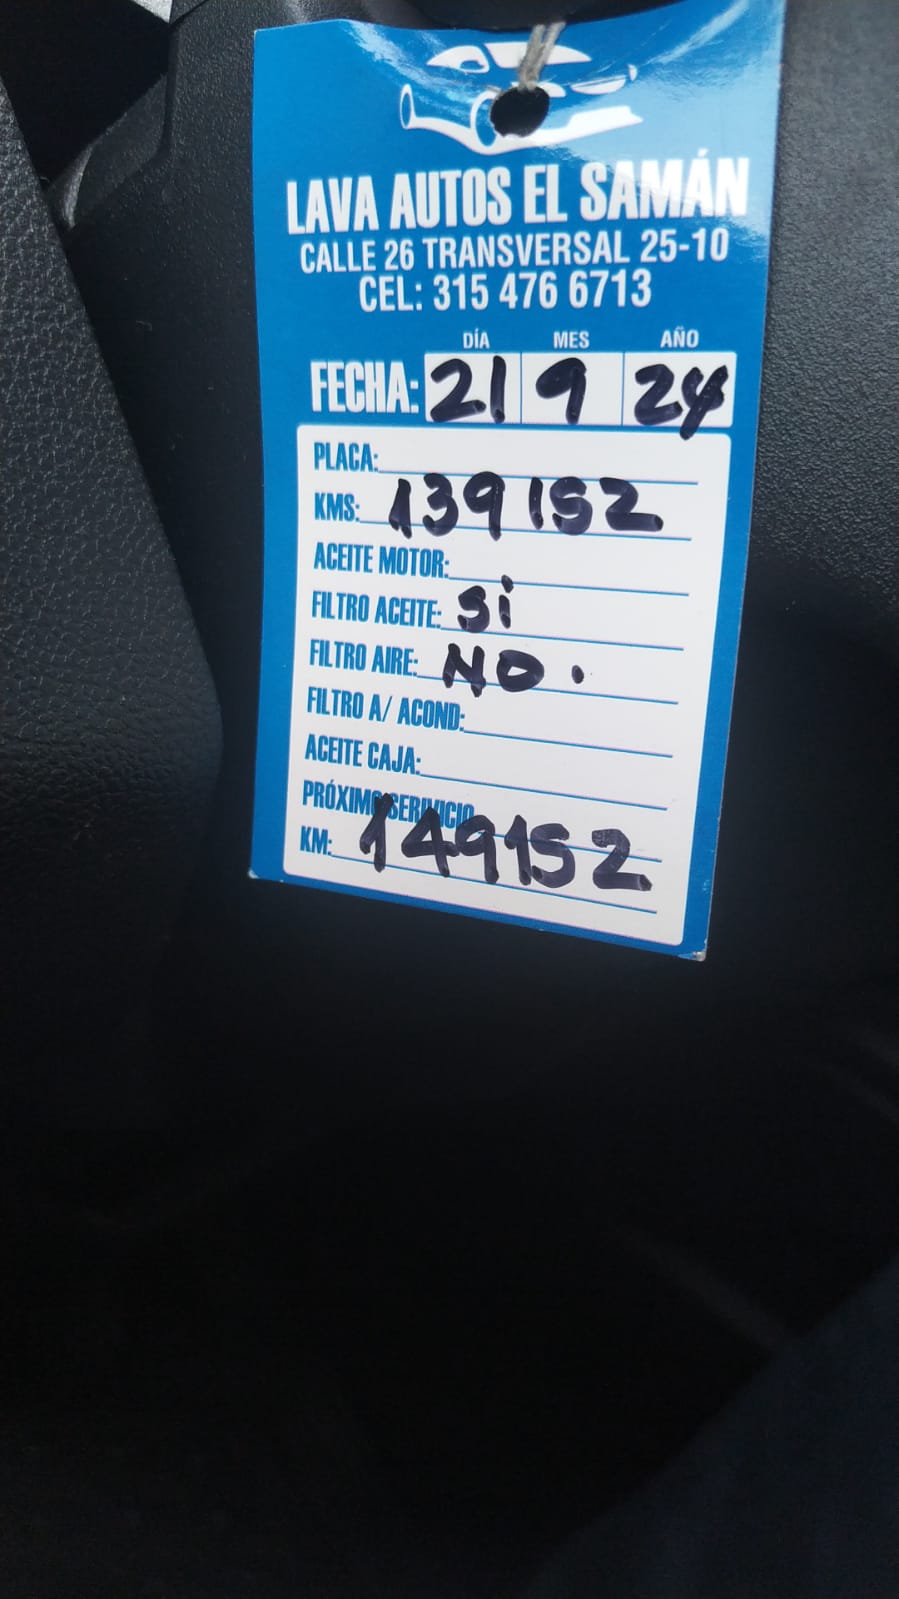 LAVA AUTOS EL SAMÁN
CALLE 26 TRANSVERSAL 25-10
CEL: 315 476 6713
DÍA MES AÑO
FECHA: 21 9 24
PLACA:
KMS: 139152
ACEITE MOTOR:
FILTRO ACEITE: Si
FILTRO AIRE: NO.
FILTRO A/ ACOND:
ACEITE CAJA:
PRÓXIMO SERIVICIO
KM: 149152